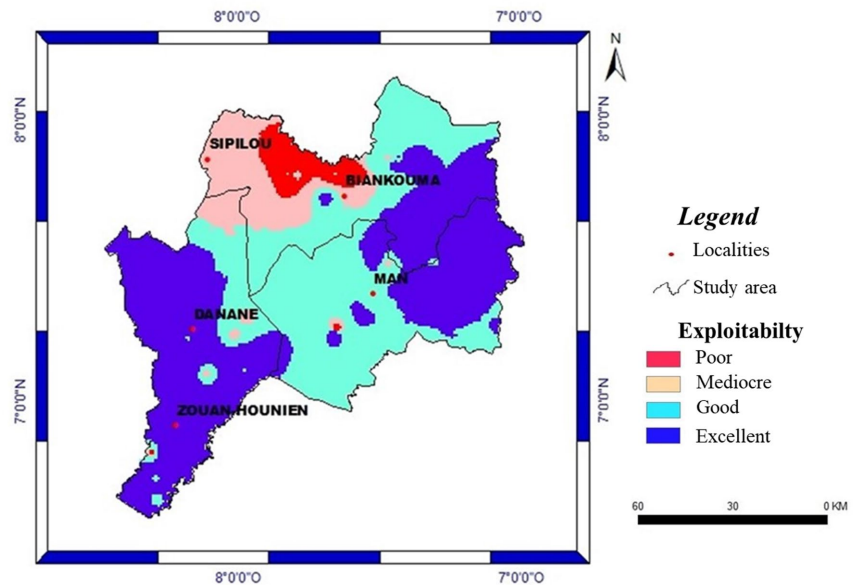 8°0'0"O 7°0'0"O
N
8°0'0"N 8°0'0"N
SIPILOU
BIANKOUMA
MAN
DANANE
ZOUAN-HOUNIEN
7°0'0"N 7°0'0"N
8°0'0"O 7°0'0"O
Legend
Localities
Study area
Exploitabilty
Poor
Mediocre
Good
Excellent
60 30 0 KM